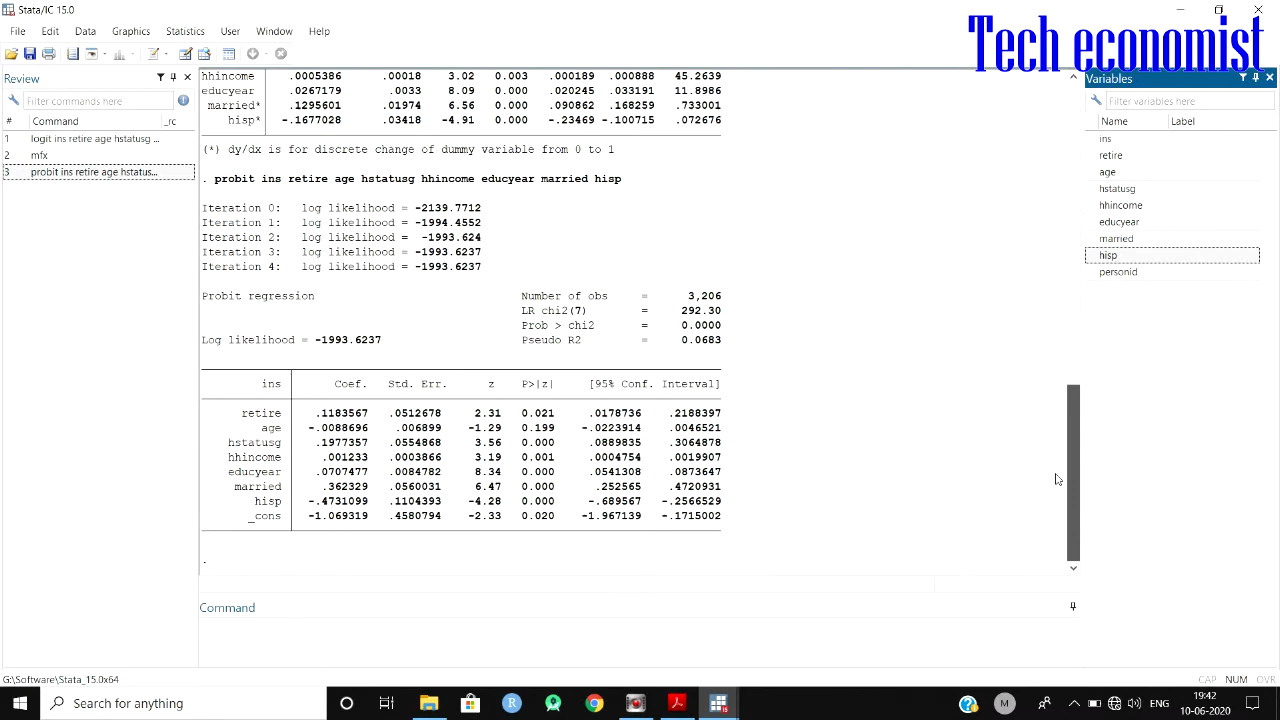 Stata/IC 15.0
Tech economist
File Edit Data Graphics Statistics User Window Help
Review
Filter commands here
# Command _rc
1 logit ins retire age hstatusg ...
2 mfx
3 probit ins retire age hstatus...
hhincome .0005386 .00018 3.02 0.003 .000189 .000888 45.2639
educyear .0267179 .0033 8.09 0.000 .020245 .033191 11.8986
married* .1295601 .01974 6.56 0.000 .090862 .168259 .733001
hisp* -.1677028 .03418 -4.91 0.000 -.23469 -.100715 .072676
(*) dy/dx is for discrete change of dummy variable from 0 to 1
. probit ins retire age hstatusg hhincome educyear married hisp
Iteration 0: log likelihood = -2139.7712
Iteration 1: log likelihood = -1994.4552
Iteration 2: log likelihood = -1993.624
Iteration 3: log likelihood = -1993.6237
Iteration 4: log likelihood = -1993.6237
Probit regression Number of obs = 3,206
LR chi2(7) = 292.30
Prob > chi2 = 0.0000
Log likelihood = -1993.6237 Pseudo R2 = 0.0683
ins Coef. Std. Err. z P>|z| [95% Conf. Interval]
retire .1183567 .0512678 2.31 0.021 .0178736 .2188397
age -.0088696 .006899 -1.29 0.199 -.0223914 .0046521
hstatusg .1977357 .0554868 3.56 0.000 .0889835 .3064878
hhincome .001233 .0003866 3.19 0.001 .0004754 .0019907
educyear .0707477 .0084782 8.34 0.000 .0541308 .0873647
married .362329 .0560031 6.47 0.000 .252565 .4720931
hisp -.4731099 .1104393 -4.28 0.000 -.689567 -.2566529
_cons -1.069319 .4580794 -2.33 0.020 -1.967139 -.1715002
.
Command
Variables
Filter variables here
Name Label
ins
retire
age
hstatusg
hhincome
educyear
married
hisp
personid
G:\Software\Stata_15.0x64
CAP NUM OVR
Type here to search
R
M
ENG
19:42
10-06-2020